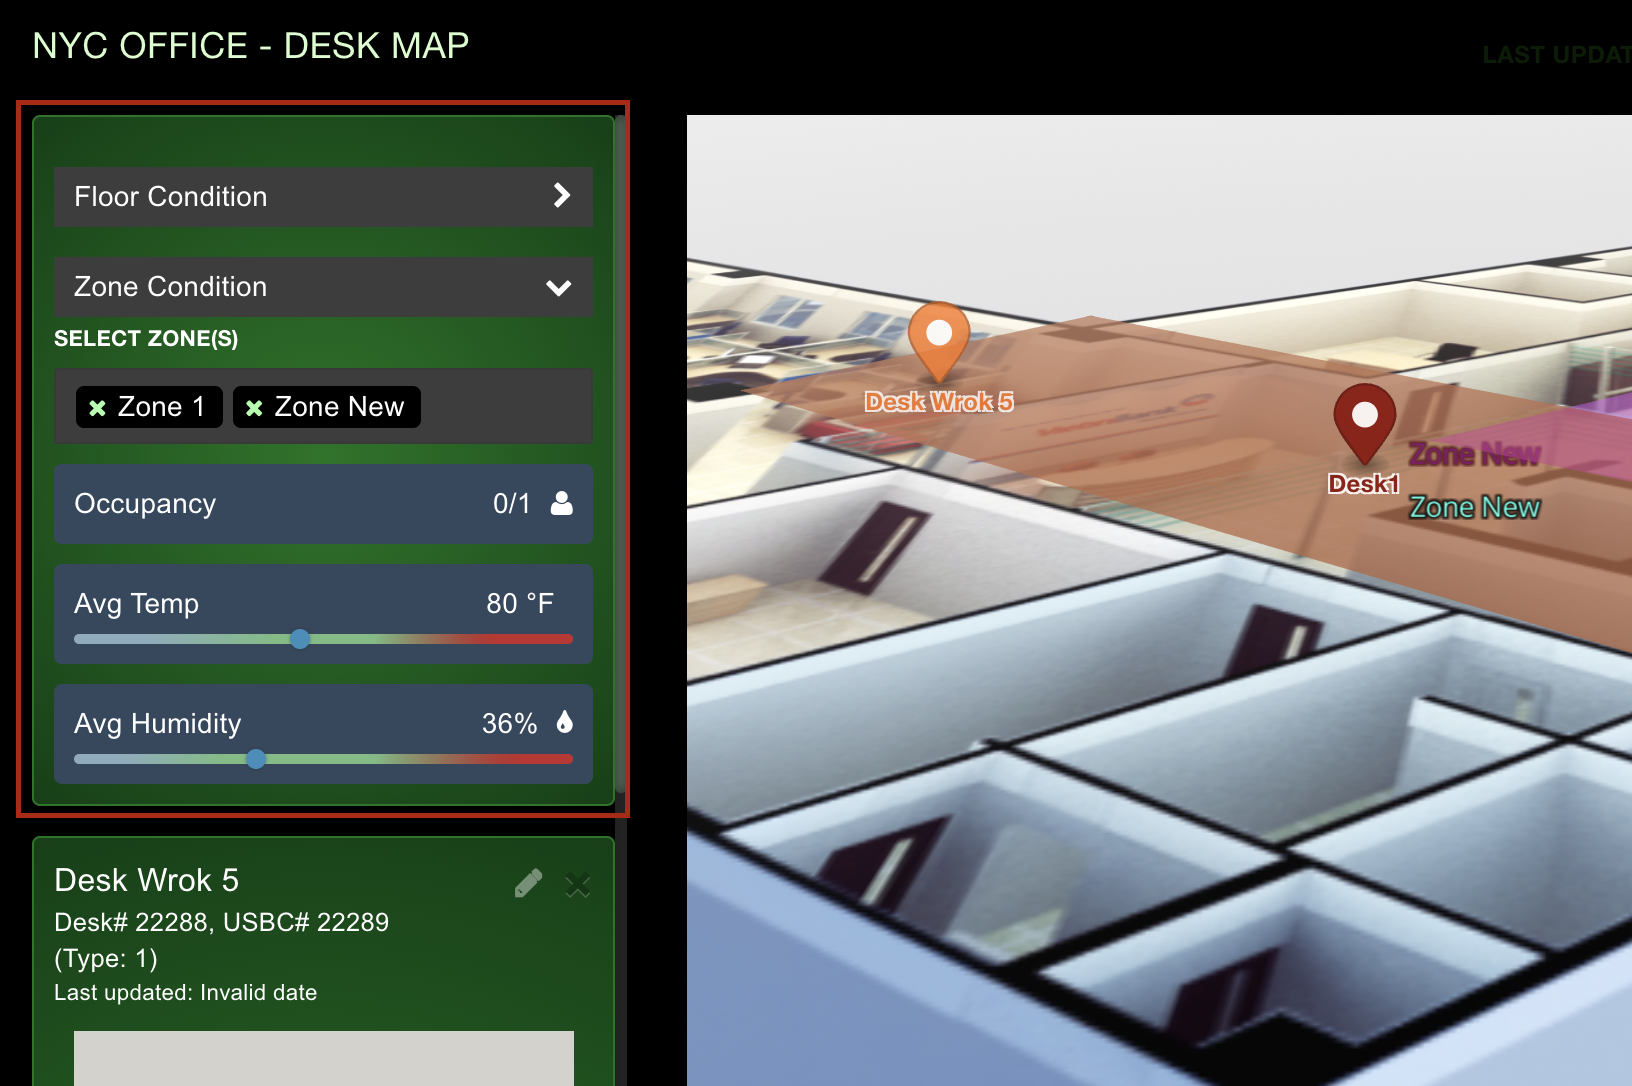 NYC OFFICE - DESK MAP
LAST UPDAT
Floor Condition
Zone Condition
SELECT ZONE(S)
Zone 1
Zone New
Occupancy 0/1
Avg Temp 80 °F
Avg Humidity 36%
Desk Wrok 5
Desk# 22288, USBC# 22289
(Type: 1)
Last updated: Invalid date
Desk Wrok 5
Desk1
Zone New
Zone New